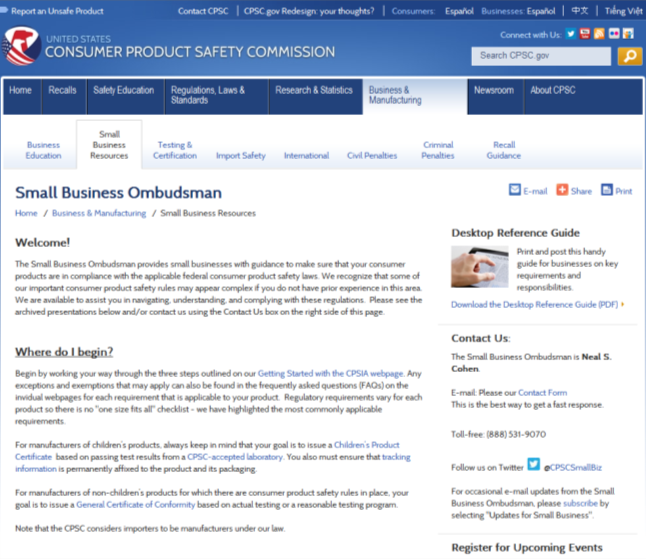 Report an Unsafe Product
Contact CPSC | CPSC.gov Redesign: your thoughts? | Consumers: Español Businesses: Español | 中文 | Tiếng Việt
Connect with Us:
UNITED STATES
CONSUMER PRODUCT SAFETY COMMISSION
Search CPSC.gov
Home
Recalls
Safety Education
Regulations, Laws &
Standards
Research & Statistics
Business &
Manufacturing
Newsroom
About CPSC
Business
Education
Small
Business
Resources
Testing &
Certification
Import Safety
International
Civil Penalties
Criminal
Penalties
Recall
Guidance
Small Business Ombudsman
E-mail
Share
Print
Home / Business & Manufacturing / Small Business Resources
Welcome!
The Small Business Ombudsman provides small businesses with guidance to make sure that your consumer
products are in compliance with the applicable federal consumer product safety laws. We recognize that some of
our important consumer product safety rules may appear complex if you do not have prior experience in this area.
We are available to assist you in navigating, understanding, and complying with these regulations. Please see the
archived presentations below and/or contact us using the Contact Us box on the right side of this page.
Where do I begin?
Begin by working your way through the three steps outlined on our Getting Started with the CPSIA webpage. Any
exceptions and exemptions that may apply can also be found in the frequently asked questions (FAQs) on the
invidual webpages for each requirement that is applicable to your product. Regulatory requirements vary for each
product so there is no "one size fits all" checklist - we have highlighted the most commonly applicable
requirements.
For manufacturers of children's products, always keep in mind that your goal is to issue a Children's Product
Certificate based on passing test results from a CPSC-accepted laboratory. You also must ensure that tracking
information is permanently affixed to the product and its packaging.
For manufacturers of non-children's products for which there are consumer product safety rules in place, your
goal is to issue a General Certificate of Conformity based on actual testing or a reasonable testing program.
Note that the CPSC considers importers to be manufacturers under our law.
Desktop Reference Guide
Print and post this handy
guide for businesses on key
requirements and
responsibilities.
Download the Desktop Reference Guide (PDF)
Contact Us:
The Small Business Ombudsman is Neal S.
Cohen.
E-mail: Please our Contact Form
This is the best way to get a fast response.
Toll-free: (888) 531-9070
Follow us on Twitter @CPSCSmallBiz
For occasional e-mail updates from the Small
Business Ombudsman, please subscribe by
selecting "Updates for Small Business".
Register for Upcoming Events